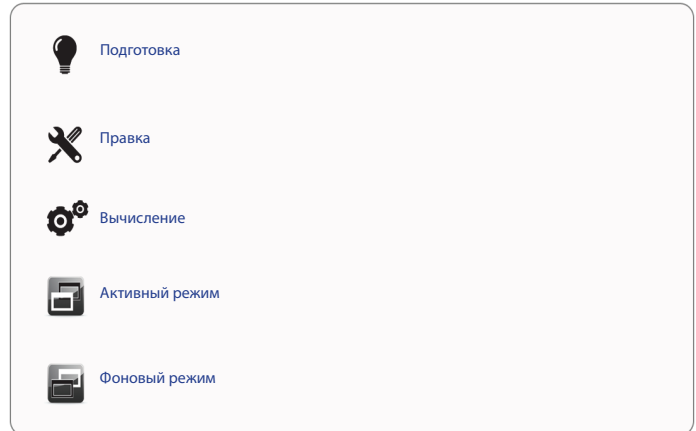 Подготовка
Правка
Вычисление
Активный режим
Фоновый режим